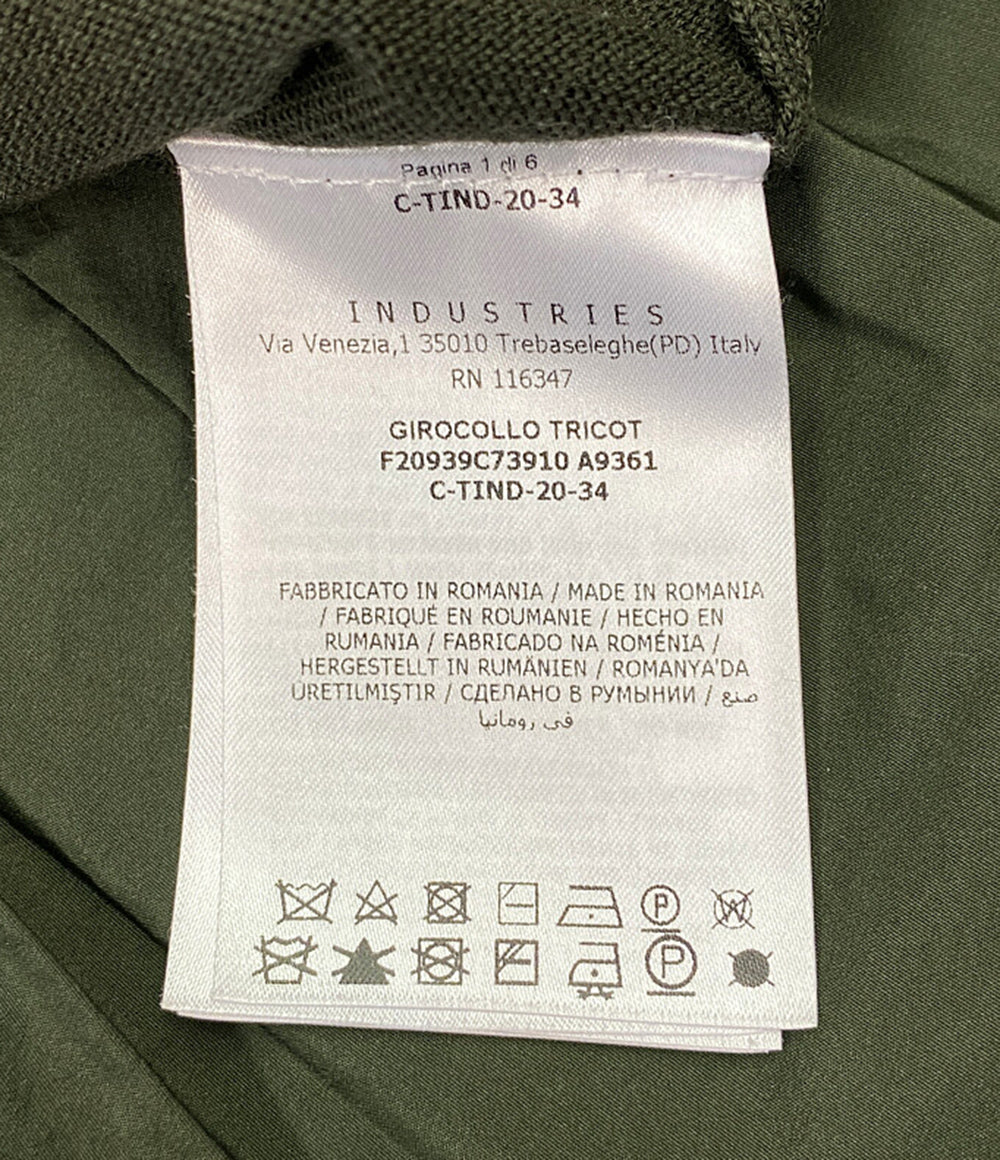 Pagina 1 di 6
C-TIND-20-34
INDUSTRIES
Via Venezia,1 35010 Trebaseleghe(PD) Italy
RN 116347
GIROCOLLO TRICOT
F20939C73910 A9361
C-TIND-20-34
FABBRICATO IN ROMANIA / MADE IN ROMANIA
/ FABRIQUÉ EN ROUMANIE / HECHO EN
RUMANIA / FABRICADO NA ROMÉNIA /
HERGESTELLT IN RUMÄNIEN / ROMANYA'DA
ÜRETILMIŞTIR / СДЕЛАНО В РУМЫНИИ / صنع
في رومانيا
P W
P